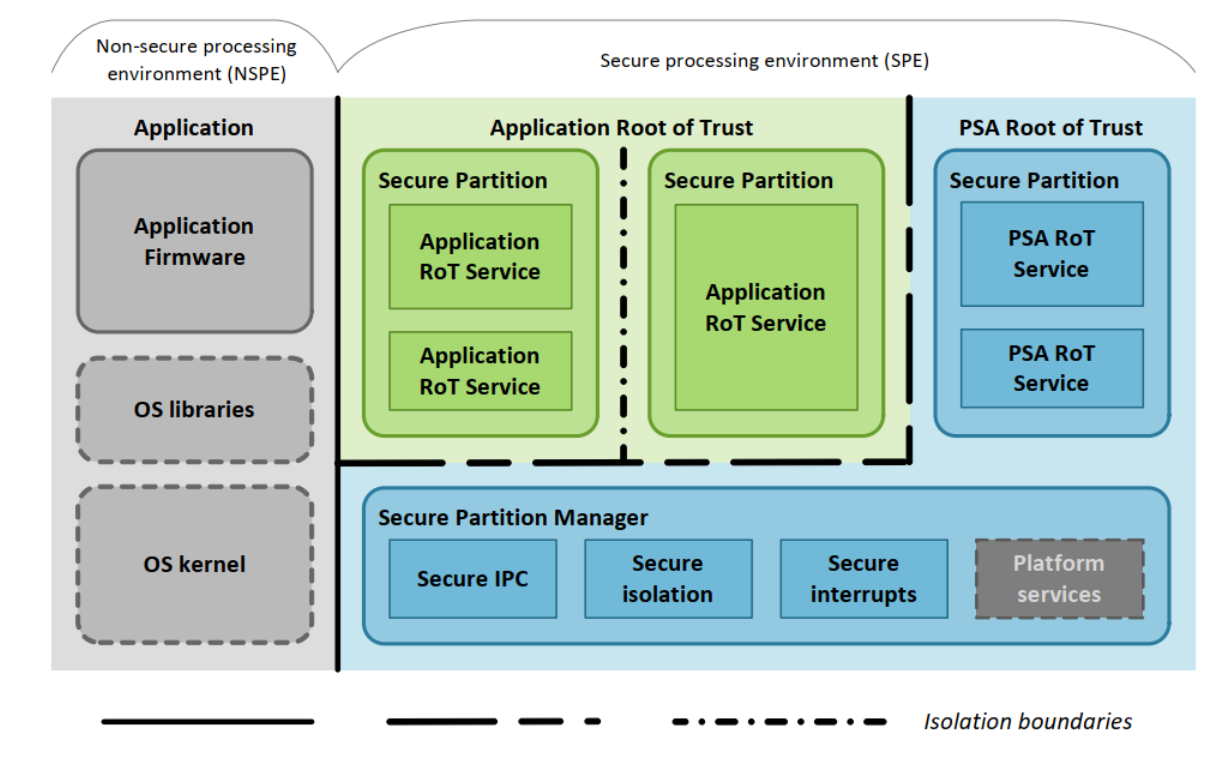 Non-secure processing
environment (NSPE)
Secure processing environment (SPE)
Application
Application Root of Trust
PSA Root of Trust
Application
Firmware
OS libraries
OS kernel
Secure Partition
Application
RoT Service
Application
RoT Service
Secure Partition
Application
RoT Service
Secure Partition
PSA RoT
Service
PSA RoT
Service
Secure Partition Manager
Secure IPC
Secure
isolation
Secure
interrupts
Platform
services
Isolation boundaries